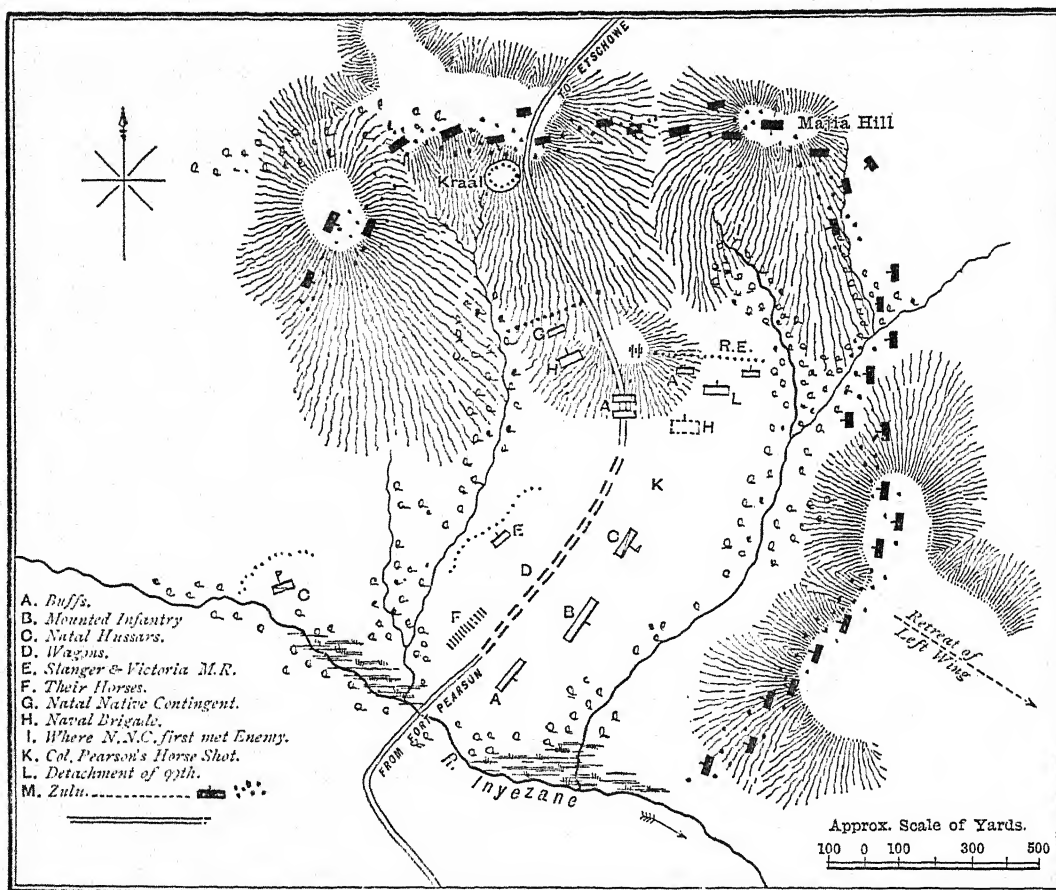 TO ETSCHOWE
Majia Hill
Kraal
G
H
R.E.
A
L
A
H
K
E
C
D
C
F
B
A
A. Buffs.
B. Mounted Infantry
C. Natal Hussars.
D. Wagons.
E. Stanger & Victoria M.R.
F. Their Horses.
G. Natal Native Contingent.
H. Naval Brigade.
I. Where N.N.C. first met Enemy.
K. Col. Pearson's Horse Shot.
L. Detachment of 99th.
M. Zulu
Retreat of
Left Wing
FROM FORT PEARSON
R. Inyezane
Approx. Scale of Yards.
100 0 100 300 500